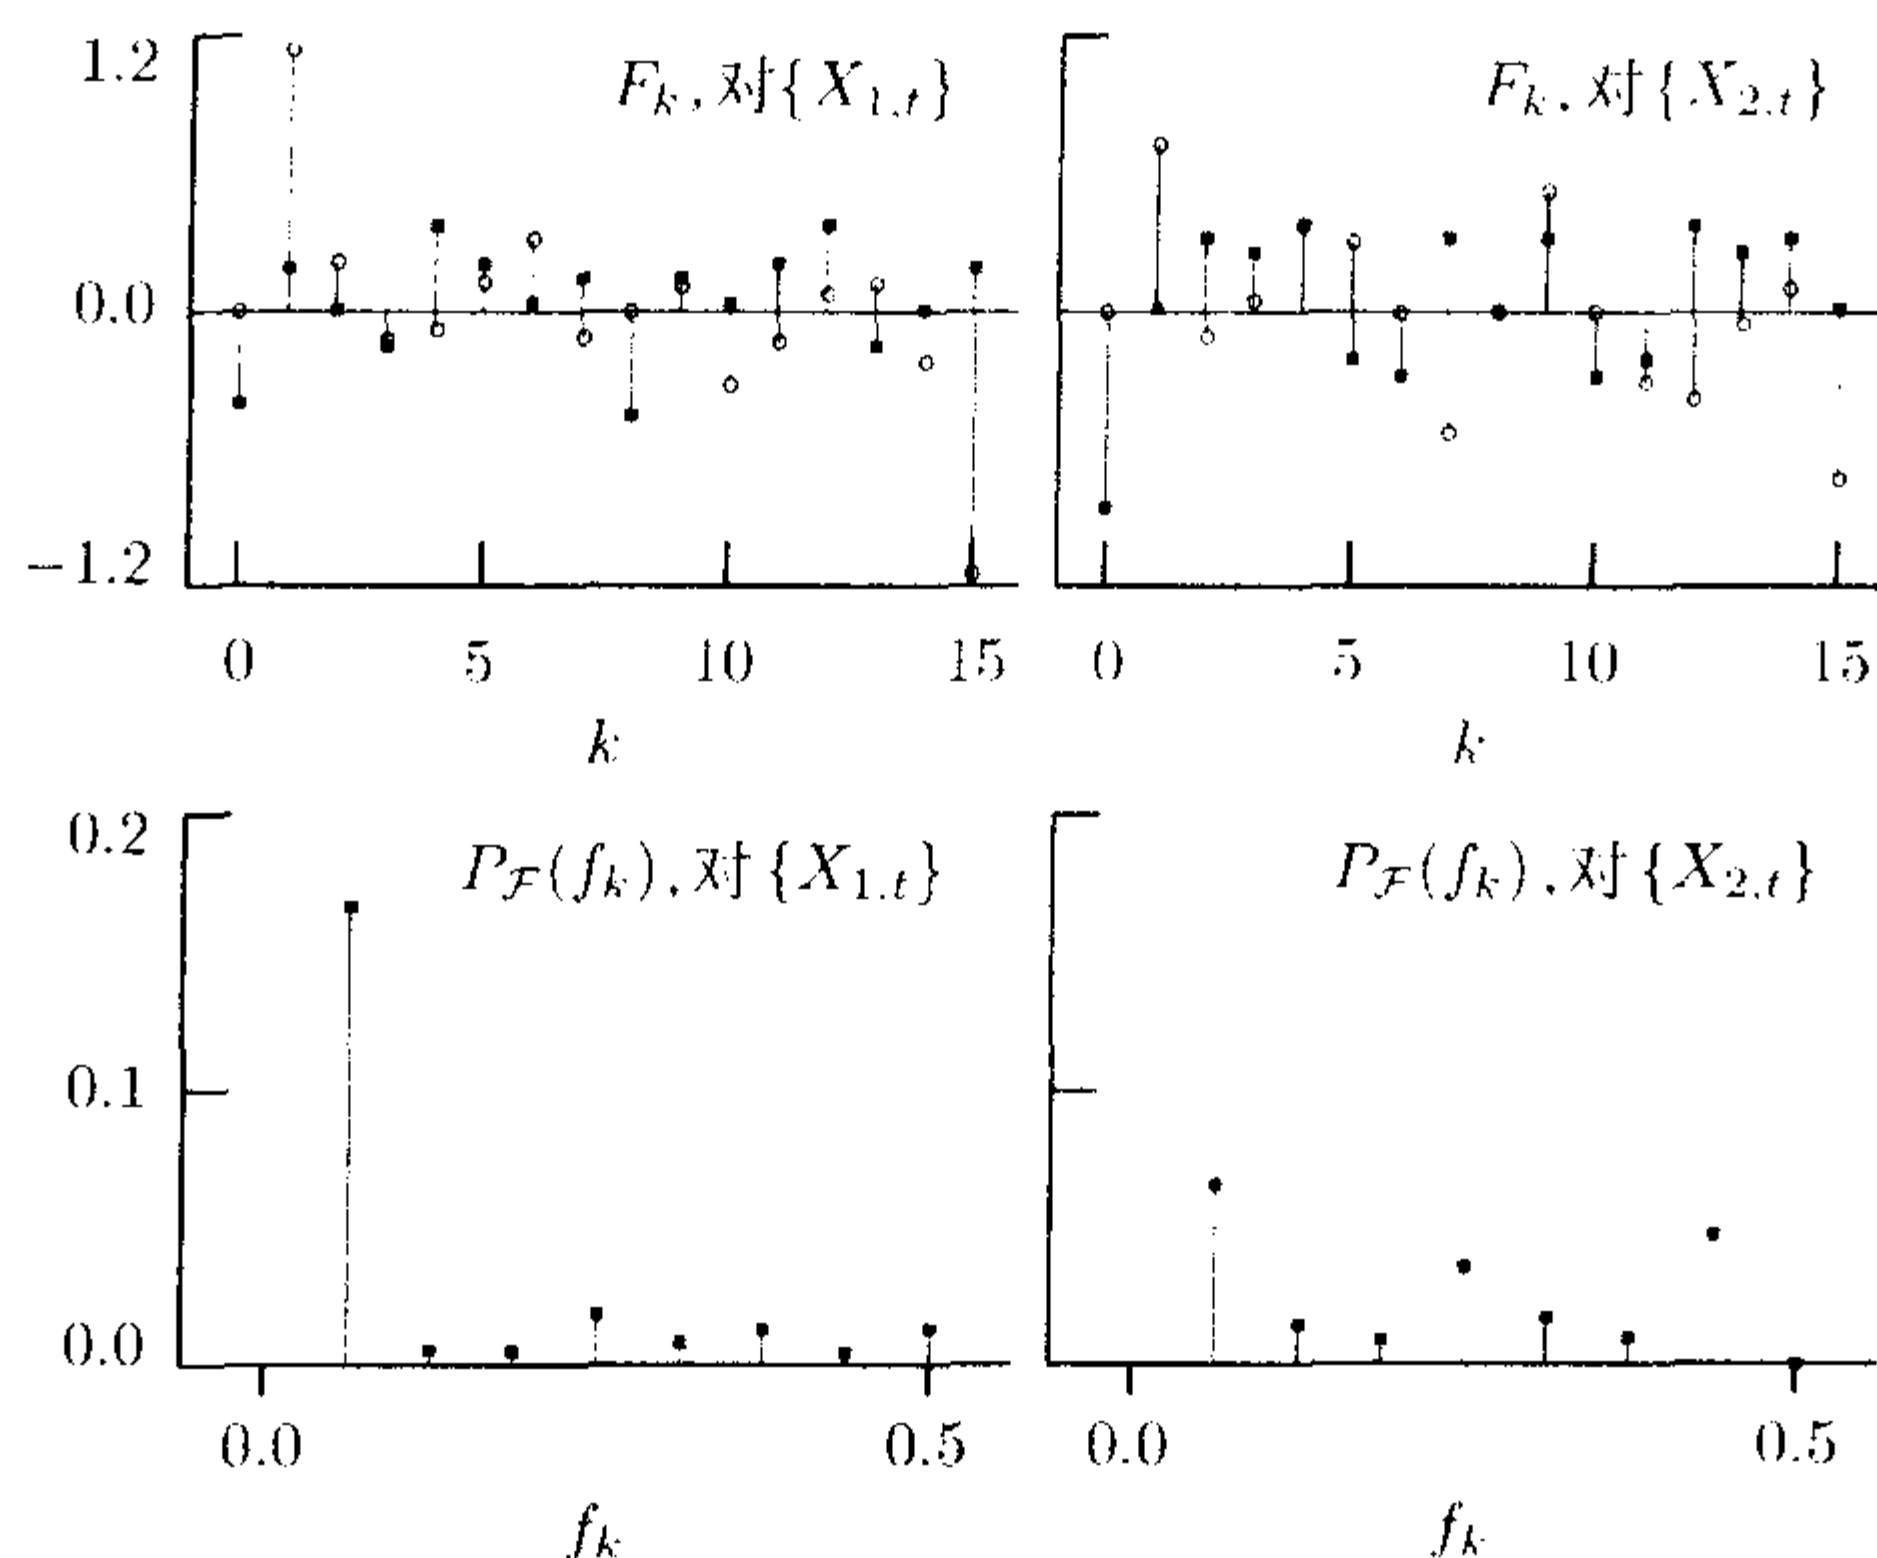 1.2
F_k, 对{X_{1,t}}
F_k, 对{X_{2,t}}
0.0
−1.2
0 5 10 15
0 5 10 15
k
k
0.2
P_ℱ(f_k), 对{X_{1,t}}
P_ℱ(f_k), 对{X_{2,t}}
0.1
0.0
0.0 0.5
0.0 0.5
f_k
f_k